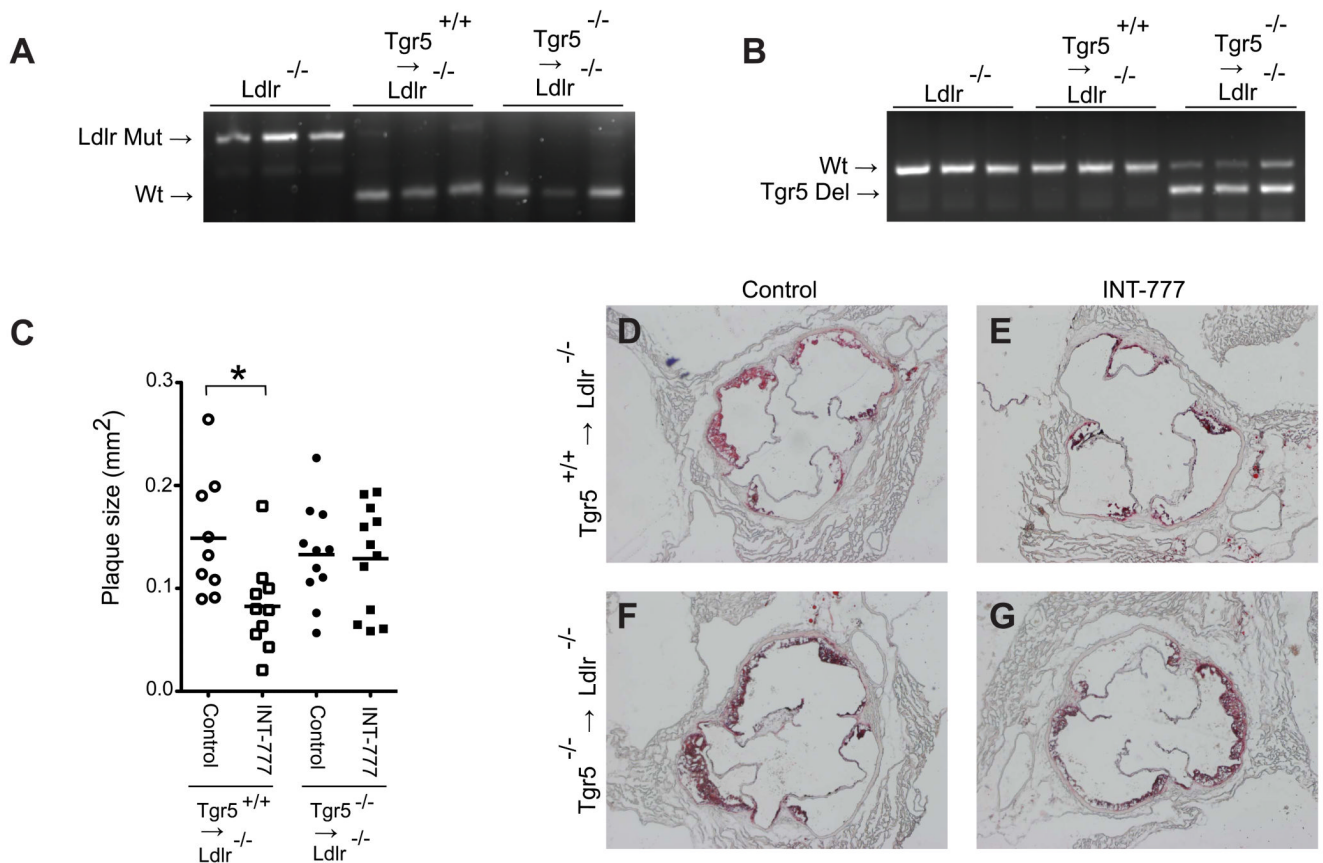 A
Ldlr -/-
Tgr5 +/+
→
Ldlr -/-
Tgr5 -/-
→
Ldlr -/-
Ldlr Mut →
Wt →
B
Ldlr -/-
Tgr5 +/+
→
Ldlr -/-
Tgr5 -/-
→
Ldlr -/-
Wt →
Tgr5 Del →
C
Plaque size (mm2)
0.3
0.2
0.1
0.0
*
Control
INT-777
Control
INT-777
Tgr5 +/+
→
Ldlr -/-
Tgr5 -/-
→
Ldlr -/-
Control
INT-777
Tgr5 +/+ → Ldlr -/-
D
E
Tgr5 -/- → Ldlr -/-
F
G